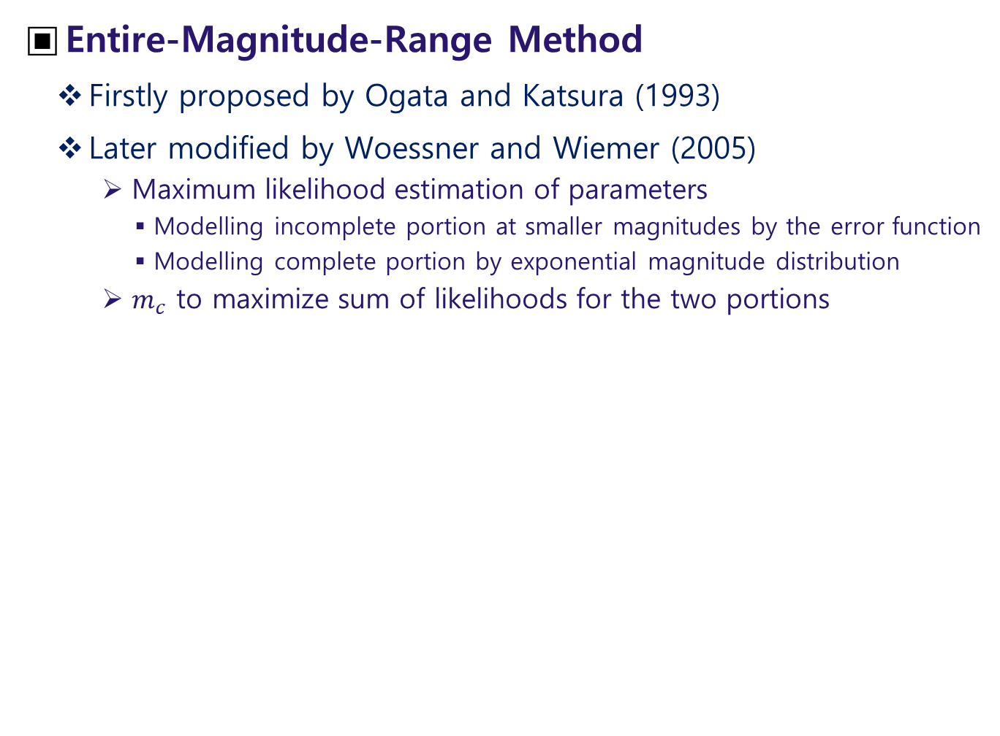 ▣ Entire-Magnitude-Range Method
❖ Firstly proposed by Ogata and Katsura (1993)
❖ Later modified by Woessner and Wiemer (2005)
➢ Maximum likelihood estimation of parameters
▪ Modelling incomplete portion at smaller magnitudes by the error function
▪ Modelling complete portion by exponential magnitude distribution
➢ $m_c$ to maximize sum of likelihoods for the two portions